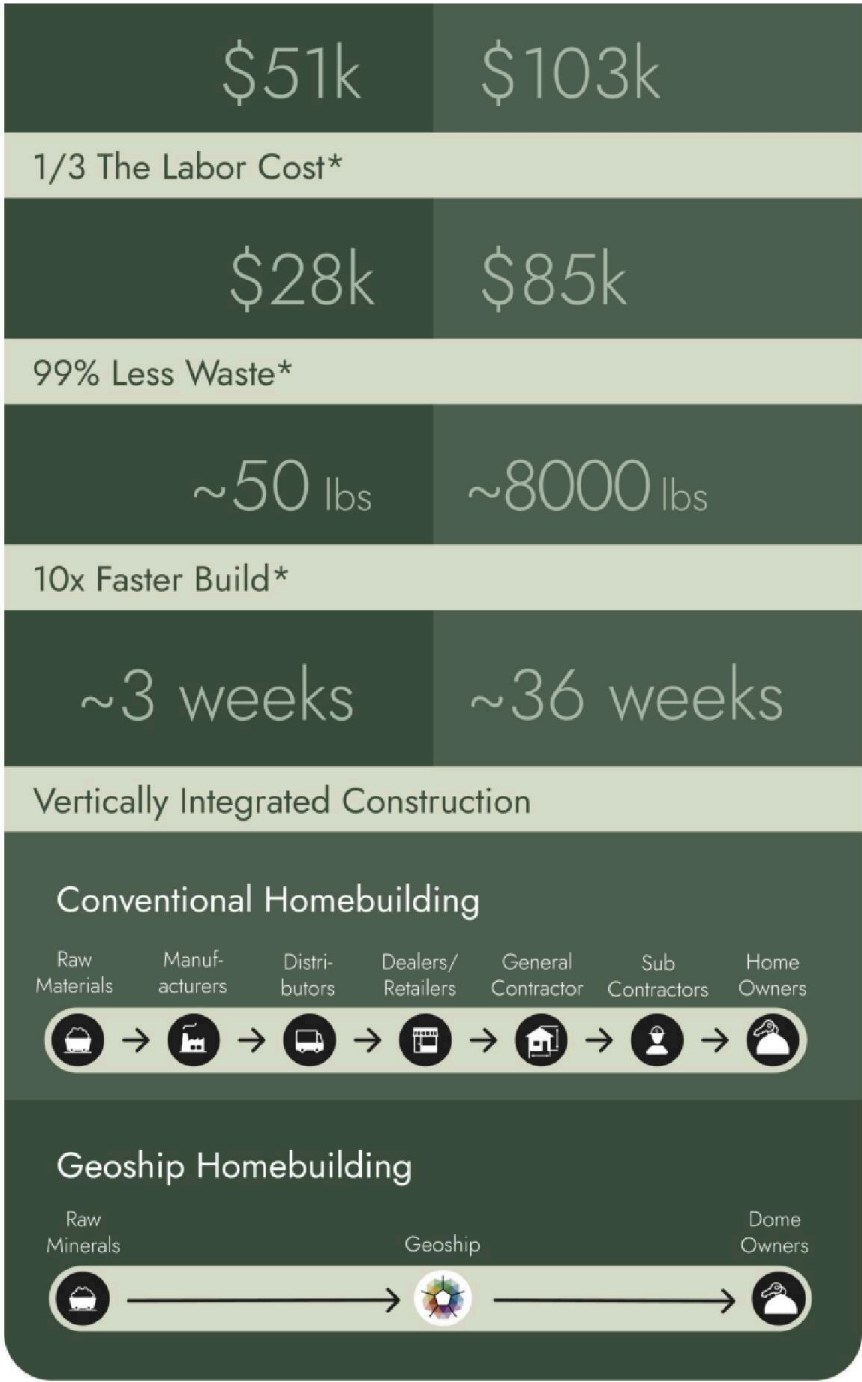 $51k $103k
1/3 The Labor Cost*
$28k $85k
99% Less Waste*
~50 lbs ~8000 lbs
10x Faster Build*
~3 weeks ~36 weeks
Vertically Integrated Construction
Conventional Homebuilding
Raw
Materials
Manuf-
acturers
Distri-
butors
Dealers/
Retailers
General
Contractor
Sub
Contractors
Home
Owners
Geoship Homebuilding
Raw
Minerals
Geoship
Dome
Owners